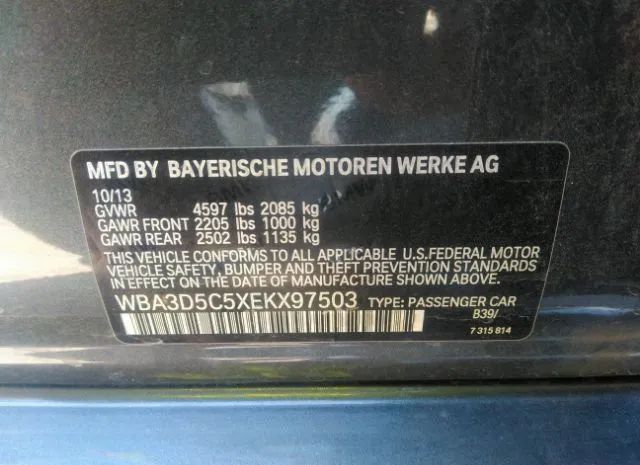 MFD BY BAYERISCHE MOTOREN WERKE AG
10/13
GVWR 4597 lbs 2085 kg
GAWR FRONT 2205 lbs 1000 kg
GAWR REAR 2502 lbs 1135 kg
THIS VEHICLE CONFORMS TO ALL APPLICABLE U.S.FEDERAL MOTOR
VEHICLE SAFETY, BUMPER, AND THEFT PREVENTION STANDARDS
IN EFFECT ON THE DATE OF MANUFACTURE SHOWN ABOVE.
WBA3D5C5XEKX97503 TYPE: PASSENGER CAR
B39/
7 315 814